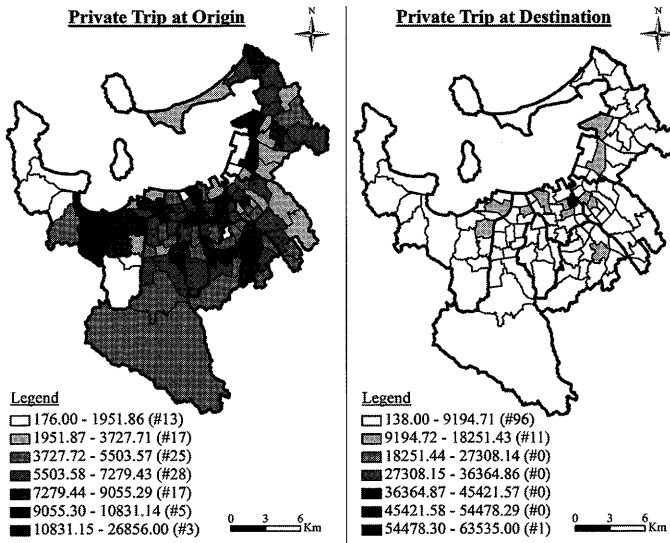 Private Trip at Origin
N
Legend
176.00 - 1951.86 (#13)
1951.87 - 3727.71 (#17)
3727.72 - 5503.57 (#25)
5503.58 - 7279.43 (#28)
7279.44 - 9055.29 (#17)
9055.30 - 10831.14 (#5)
10831.15 - 26856.00 (#3)
0 3 6
Km
Private Trip at Destination
N
Legend
138.00 - 9194.71 (#96)
9194.72 - 18251.43 (#11)
18251.44 - 27308.14 (#0)
27308.15 - 36364.86 (#0)
36364.87 - 45421.57 (#0)
45421.58 - 54478.29 (#0)
54478.30 - 63535.00 (#1)
0 3 6
Km